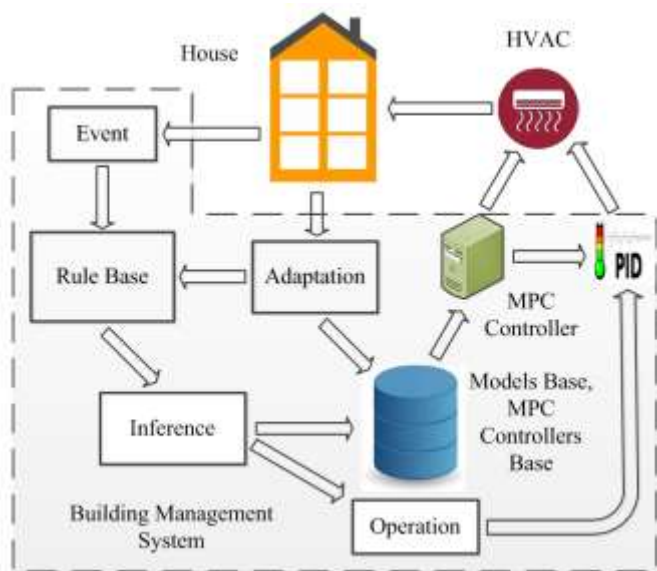 House
HVAC
Event
Rule Base
Adaptation
PID
MPC
Controller
Inference
Models Base,
MPC
Controllers
Base
Building Management
System
Operation